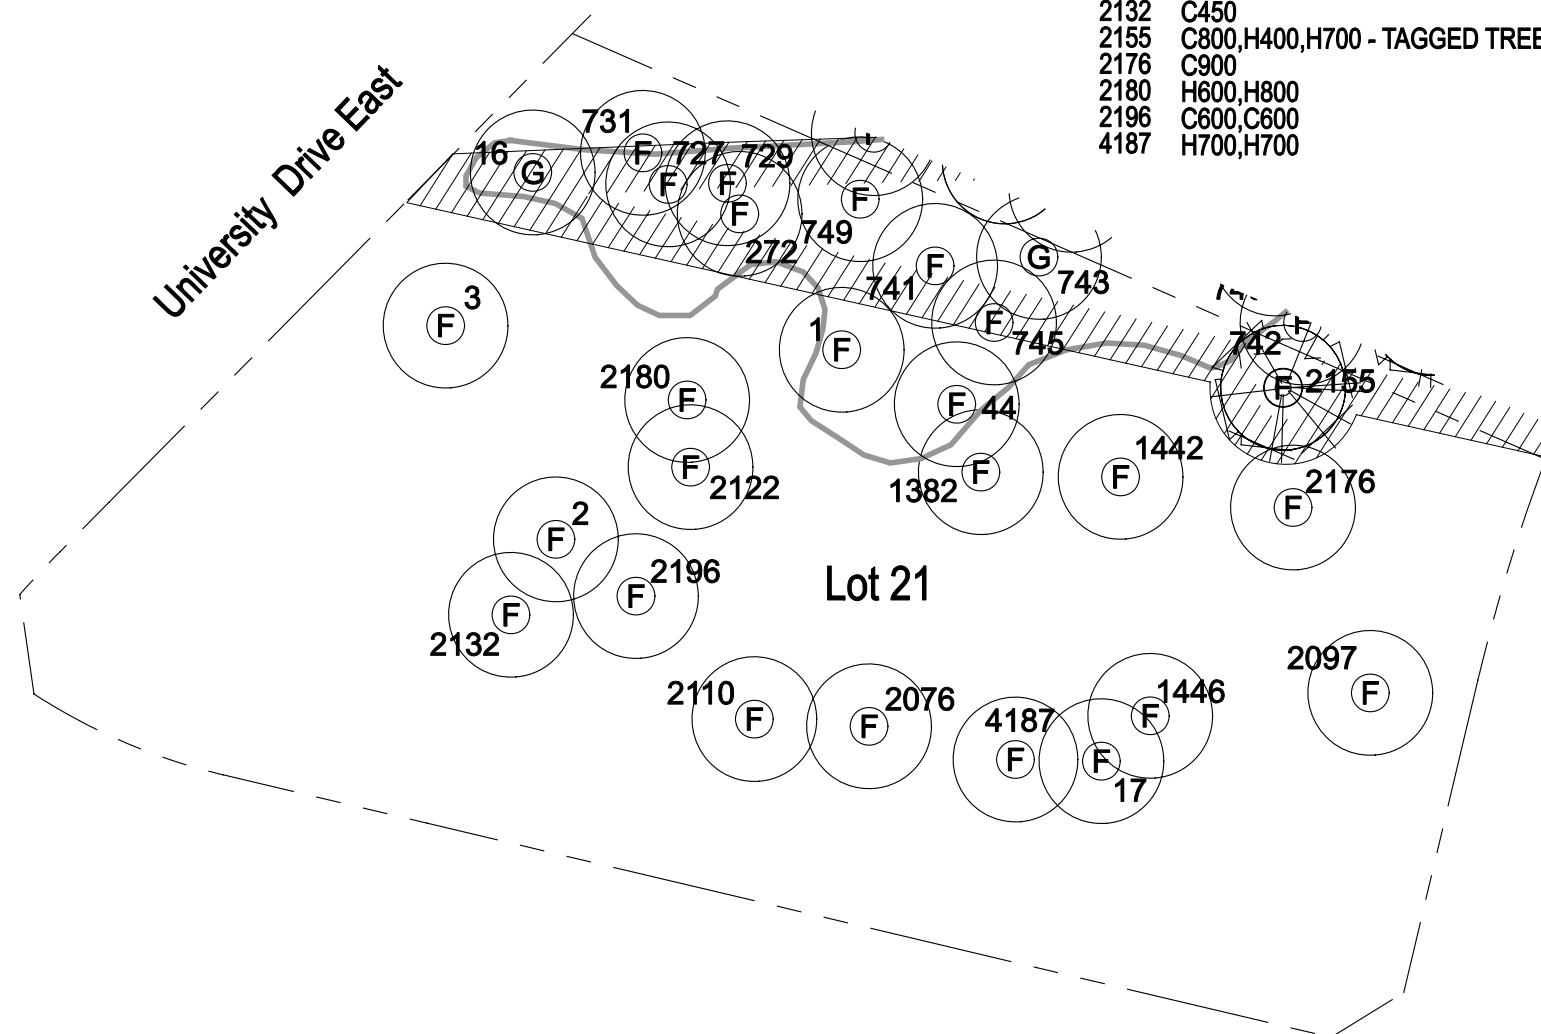 2132 C450
2155 C800,H400,H700 - TAGGED TREE
2176 C900
2180 H600,H800
2196 C600,C600
4187 H700,H700
University Drive East
731
F
16
G
727
F
729
F
F
272
749
F
741
F
G
743
F
745
742
F
2155
3
F
1
F
2180
F
F
44
2122
F
1382
F
1442
F
2176
F
2
F
2196
F
2132
F
Lot 21
2110
F
2076
F
4187
F
1446
F
F
17
2097
F